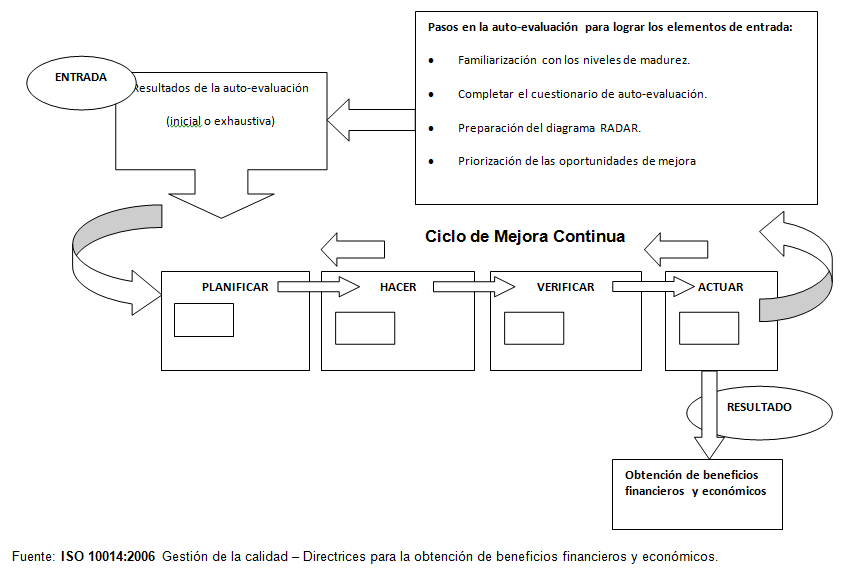 Pasos en la auto-evaluación para lograr los elementos de entrada:
• Familiarización con los niveles de madurez.
• Completar el cuestionario de auto-evaluación.
• Preparación del diagrama RADAR.
• Priorización de las oportunidades de mejora
ENTRADA
Resultados de la auto-evaluación
(inicial o exhaustiva)
Ciclo de Mejora Continua
PLANIFICAR
HACER
VERIFICAR
ACTUAR
RESULTADO
Obtención de beneficios
financieros y económicos
Fuente: ISO 10014:2006 Gestión de la calidad – Directrices para la obtención de beneficios financieros y económicos.